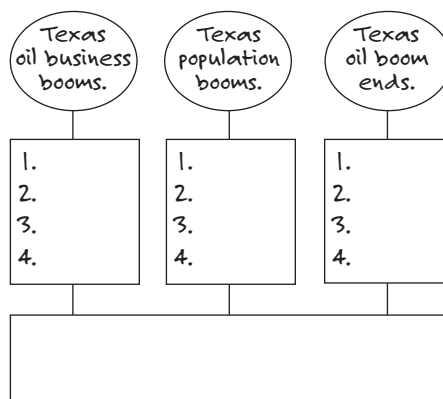 Texas
oil business
booms.
Texas
population
booms.
Texas
oil boom
ends.
1.
2.
3.
4.
1.
2.
3.
4.
1.
2.
3.
4.